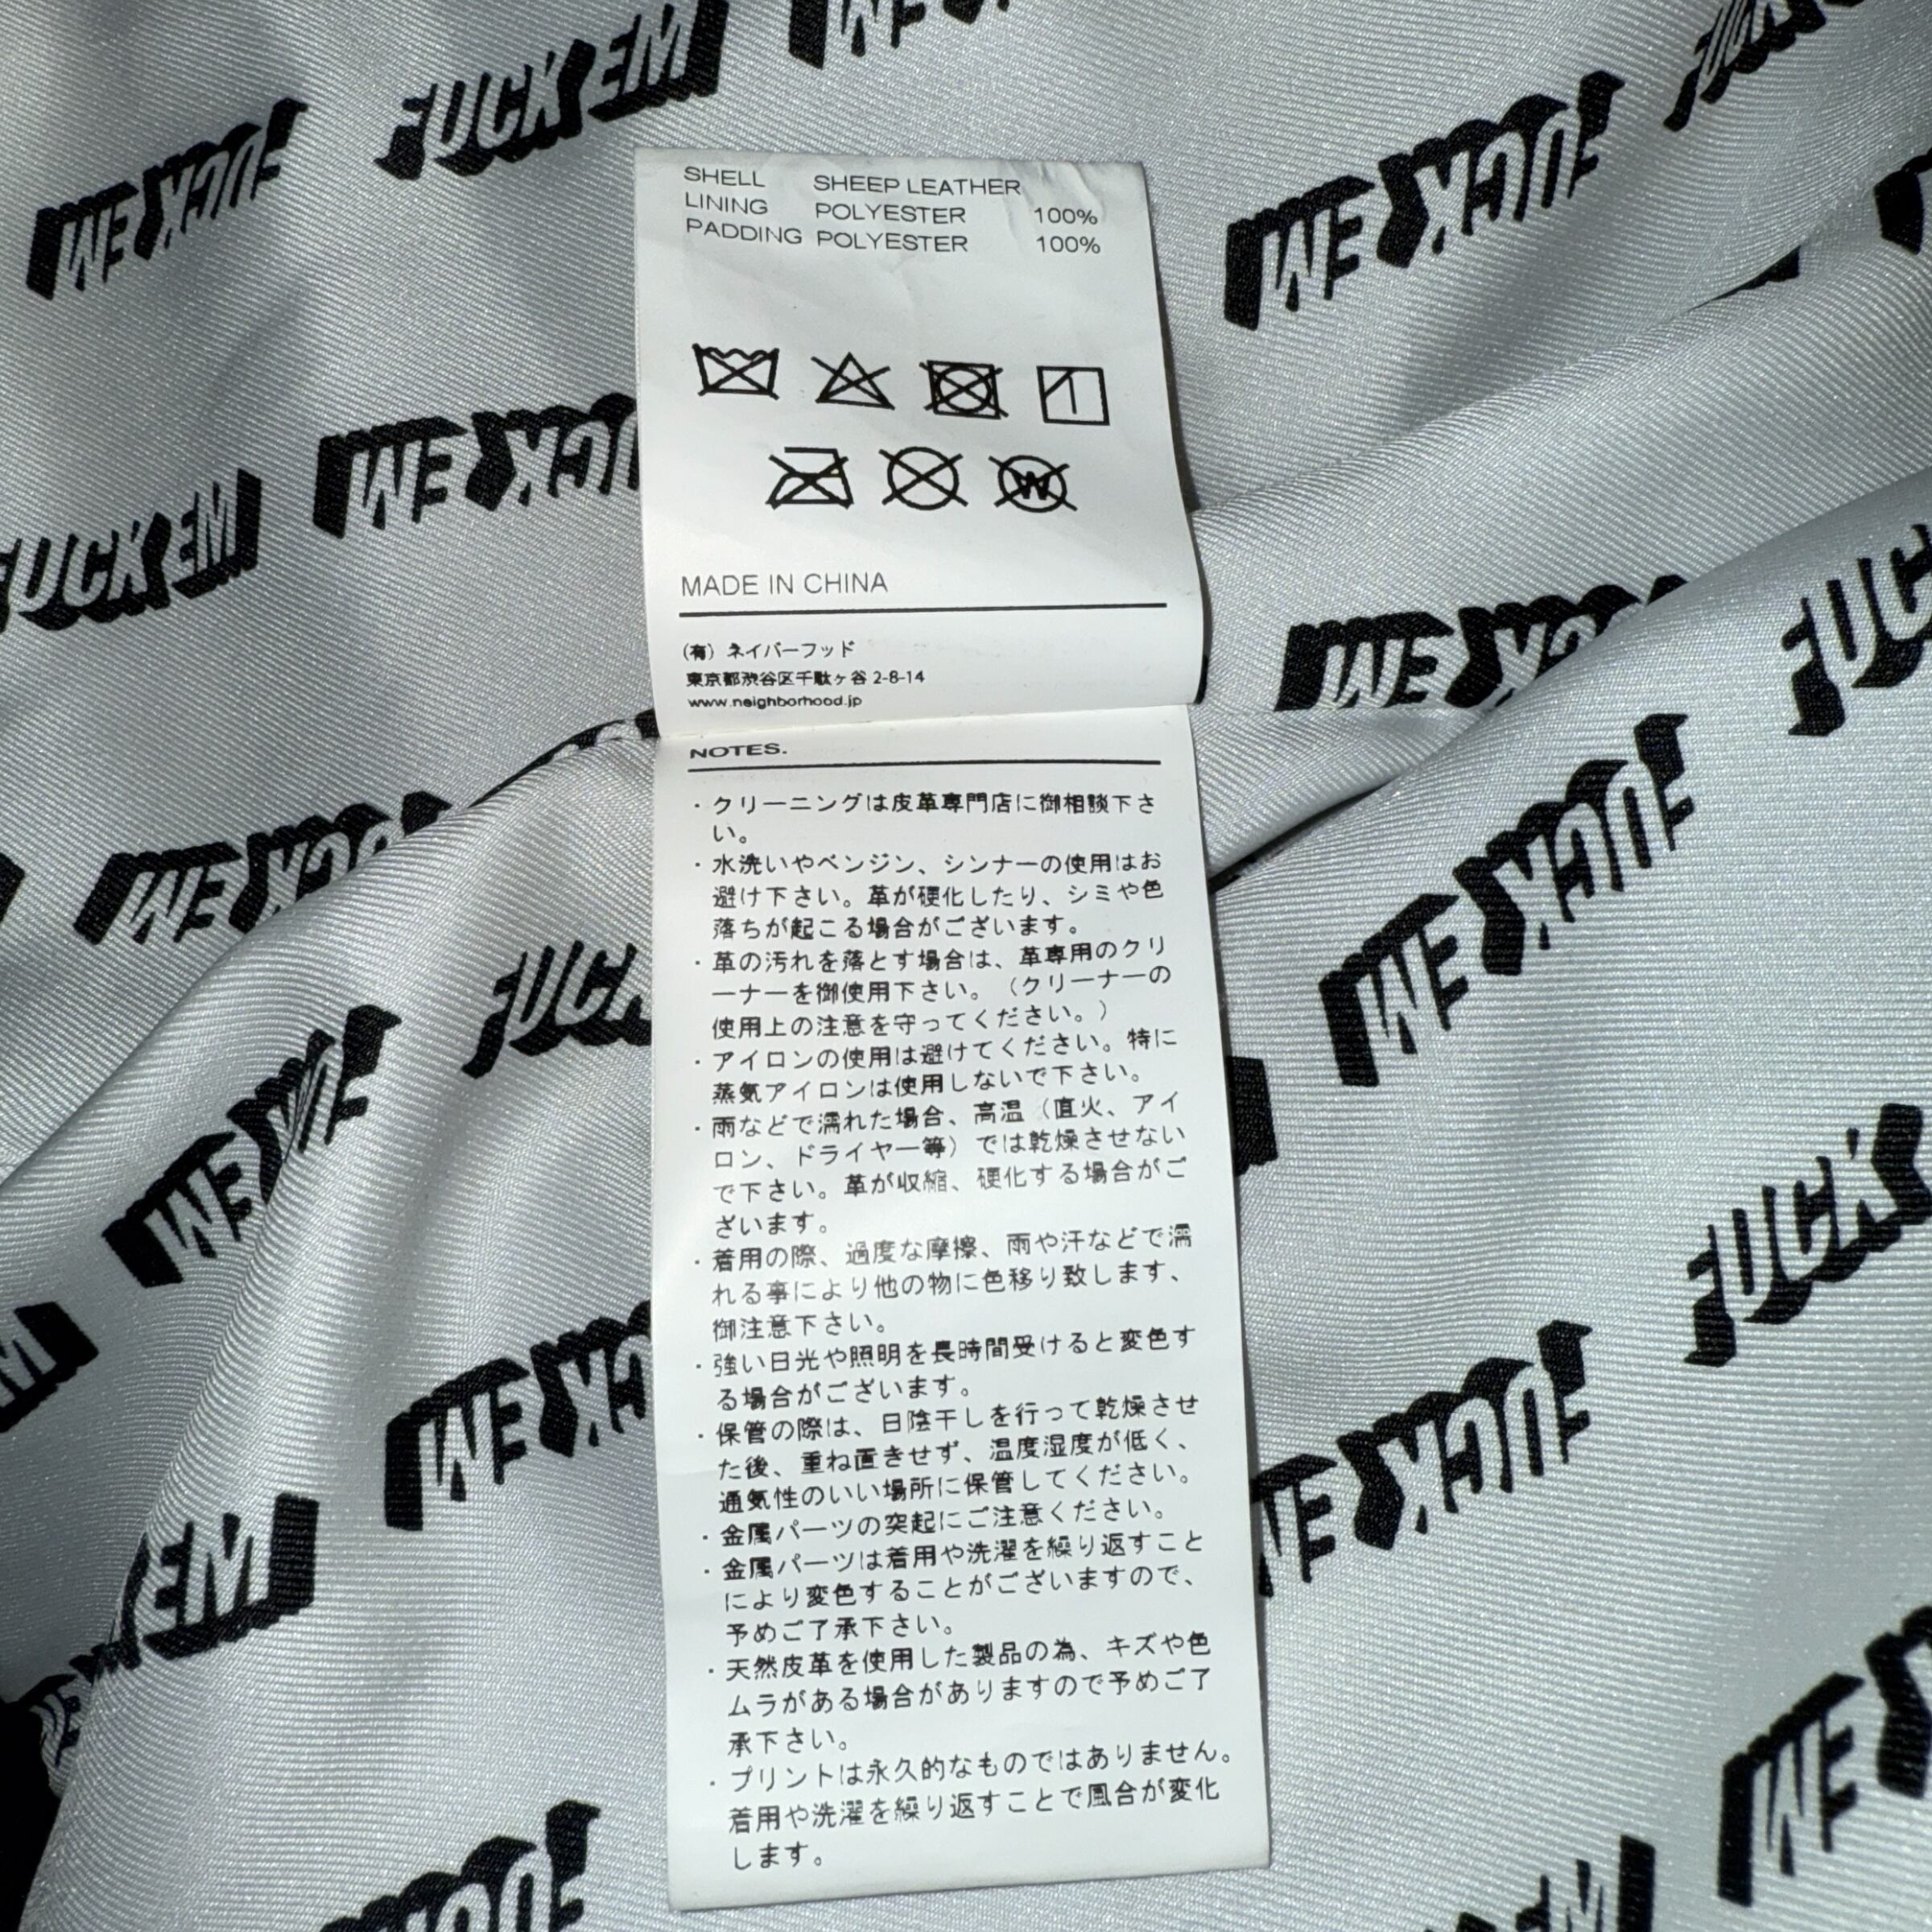 SHELL SHEEP LEATHER
LINING POLYESTER 100%
PADDING POLYESTER 100%
W
MADE IN CHINA
(有) ネイバーフッド
東京都渋谷区千駄ヶ谷 2-8-14
www.neighborhood.jp
NOTES.
・クリーニングは皮革専門店に御相談下さ
い。
・水洗いやベンジン、シンナーの使用はお
避け下さい。革が硬化したり、シミや色
落ちが起こる場合がございます。
・革の汚れを落とす場合は、革専用のクリ
ーナーを御使用下さい。（クリーナーの
使用上の注意を守ってください。）
・アイロンの使用は避けてください。特に
蒸気アイロンは使用しないで下さい。
・雨などで濡れた場合、高温（直火、アイ
ロン、ドライヤー等）では乾燥させない
で下さい。革が収縮、硬化する場合がご
ざいます。
・着用の際、過度な摩擦、雨や汗などで濡
れる事により他の物に色移り致します、
御注意下さい。
・強い日光や照明を長時間受けると変色す
る場合がございます。
・保管の際は、日陰干しを行って乾燥させ
た後、重ね置きせず、温度湿度が低く、
通気性のいい場所に保管してください。
・金属パーツの突起にご注意ください。
・金属パーツは着用や洗濯を繰り返すこと
により変色することがございますので、
予めご了承下さい。
・天然皮革を使用した製品の為、キズや色
ムラがある場合がありますので予めご了
承下さい。
・プリントは永久的なものではありません。
着用や洗濯を繰り返すことで風合が変化
します。
FUCK EM
WE FUCK
WE FUCK
FUCK EM
WE FUCK
WE FUCK
WE FUCK
FUCK
WE FUCK
WE FUCK
FUCK
WE FUCK
EM
WE